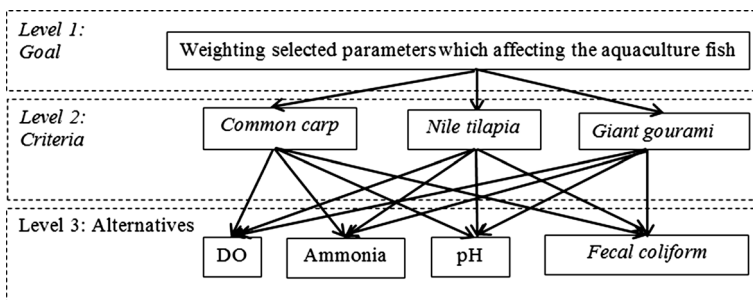 Level 1:
Goal
Weighting selected parameters which affecting the aquaculture fish
Level 2:
Criteria
Common carp
Nile tilapia
Giant gourami
Level 3: Alternatives
DO
Ammonia
pH
Fecal coliform